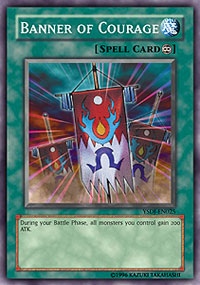 BANNER OF COURAGE
[SPELL CARD]
YSDJ-EN025
During your Battle Phase, all monsters you control gain 200
ATK.
©1996 KAZUKI TAKAHASHI